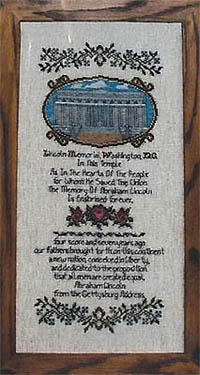 Lincoln Memorial, Washington, D.C.
In This Temple
As In The Hearts Of The People
for Whom He Saved The Union
The Memory Of Abraham Lincoln
Is Enshrined forever.
four score and seven years ago
our fathers brought forth on this continent
a new nation, conceived in liberty,
and dedicated to the proposition
that all men are created equal.
Abraham Lincoln
from the Gettysburg Address